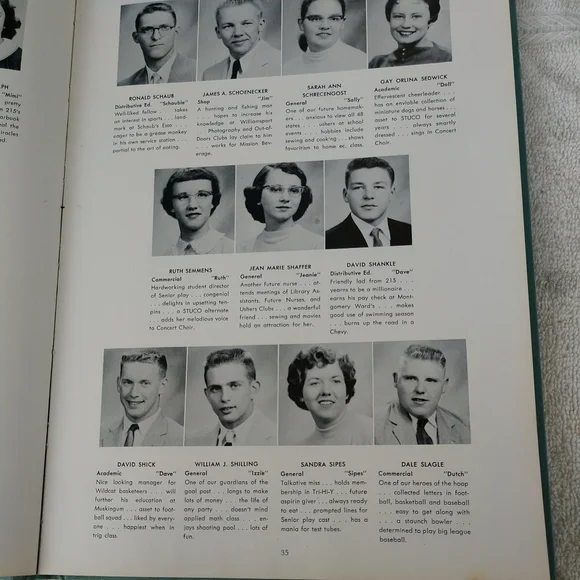 LPH
"Mimi"
pretty
in 215's
earbook
nd the
iracles
ad
RONALD SCHAUB
Distributive Ed. "Schaubie"
Well-liked fellow . . . takes
an interest in sports . . . land-
mark at Schaub's Esso . . .
eager to be a grease monkey
in his own service station . . .
partial to the art of eating.
JAMES A. SCHOENECKER
Shop "Jim"
A hunting and fishing man
. . . hopes to increase his
knowledge at Williamsport
. . . Photography and Out-of-
Doors Clubs lay claim to him
. . . works for Mission Bev-
erage.
SARAH ANN
SCHRECENGOST
General "Sally"
One of our future homemak-
ers . . . anxious to view all 48
states . . . ushers at school
events . . . hobbies include
sewing and cooking . . . shows
favoritism to home ec. class.
GAY ORLINA SEDWICK
Academic "Doll"
Effervescent cheerleader . . .
has an enviable collection of
miniature dogs and horses . . .
asset to STUCO for several
years . . . always smartly
dressed . . . sings in Concert
Choir.
RUTH SEMMENS
Commercial "Ruth"
Hardworking student director
of Senior play . . . congenial
. . . delights in upsetting ten-
pins . . . a STUCO alternate
. . . adds her melodious voice
to Concert Choir.
JEAN MARIE SHAFFER
General "Jeanie"
Another future nurse . . . at-
tends meetings of Library As-
sistants, Future Nurses, and
Ushers Clubs . . . a wonderful
friend . . . sewing and movies
hold an attraction for her.
DAVID SHANKLE
Distributive Ed. "Dave"
Friendly lad from 215 . . .
yearns to be a millionaire . . .
earns his pay check at Mont-
gomery Ward's . . . makes
good use of swimming season
. . . burns up the road in a
Chevy.
DAVID SHICK
Academic "Dave"
Nice looking manager for
Wildcat basketeers . . . will
further his education at
Muskingum . . . asset to foot-
ball squad . . . liked by every-
one . . . happiest when in
trig class.
WILLIAM J. SHILLING
General "Izzie"
One of our guardians of the
goal post . . . longs to make
lots of money . . . the life of
any party . . . doesn't mind
applied math class . . . en-
joys shooting pool . . . lots of
fun.
SANDRA SIPES
General "Sipes"
Talkative miss . . . holds mem-
bership in Tri-Hi-Y . . . future
aspirin giver . . . always ready
to eat . . . prompted lines for
Senior play cast . . . has a
mania for test tubes.
DALE SLAGLE
Commercial "Dutch"
One of our heroes of the hoop
. . . collected letters in foot-
ball, basketball and baseball
. . . easy to get along with
. . . a staunch bowler . . .
determined to play big league
baseball.
55